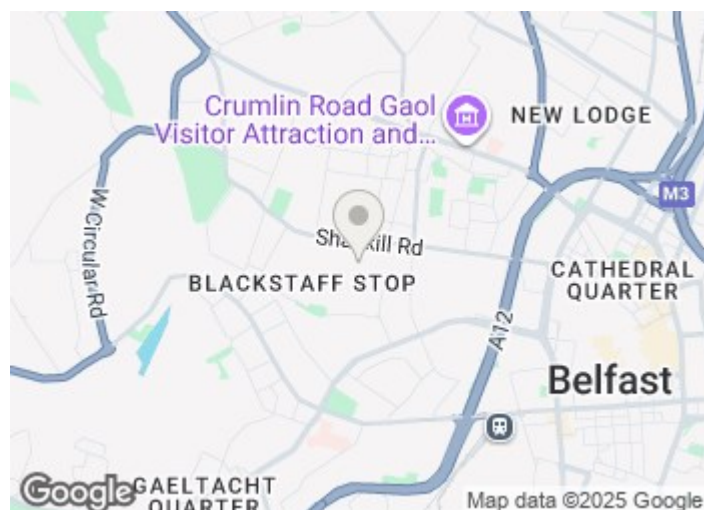 Crumlin Road Gaol
Visitor Attraction and...
NEW LODGE
M3
W Circular Rd
Shankill Rd
BLACKSTAFF STOP
CATHEDRAL
QUARTER
A12
Belfast
GAELTACHT
QUARTER
Google
Map data ©2025 Google